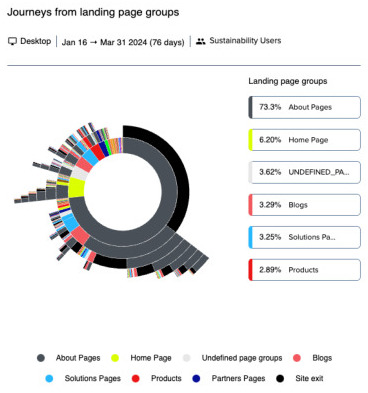 Journeys from landing page groups
Desktop | Jan 16 → Mar 31 2024 (76 days) | Sustainability Users
Landing page groups
73.3% About Pages
6.20% Home Page
3.62% UNDEFINED_PA...
3.29% Blogs
3.25% Solutions Pa...
2.89% Products
About Pages Home Page Undefined page groups Blogs
Solutions Pages Products Partners Pages Site exit